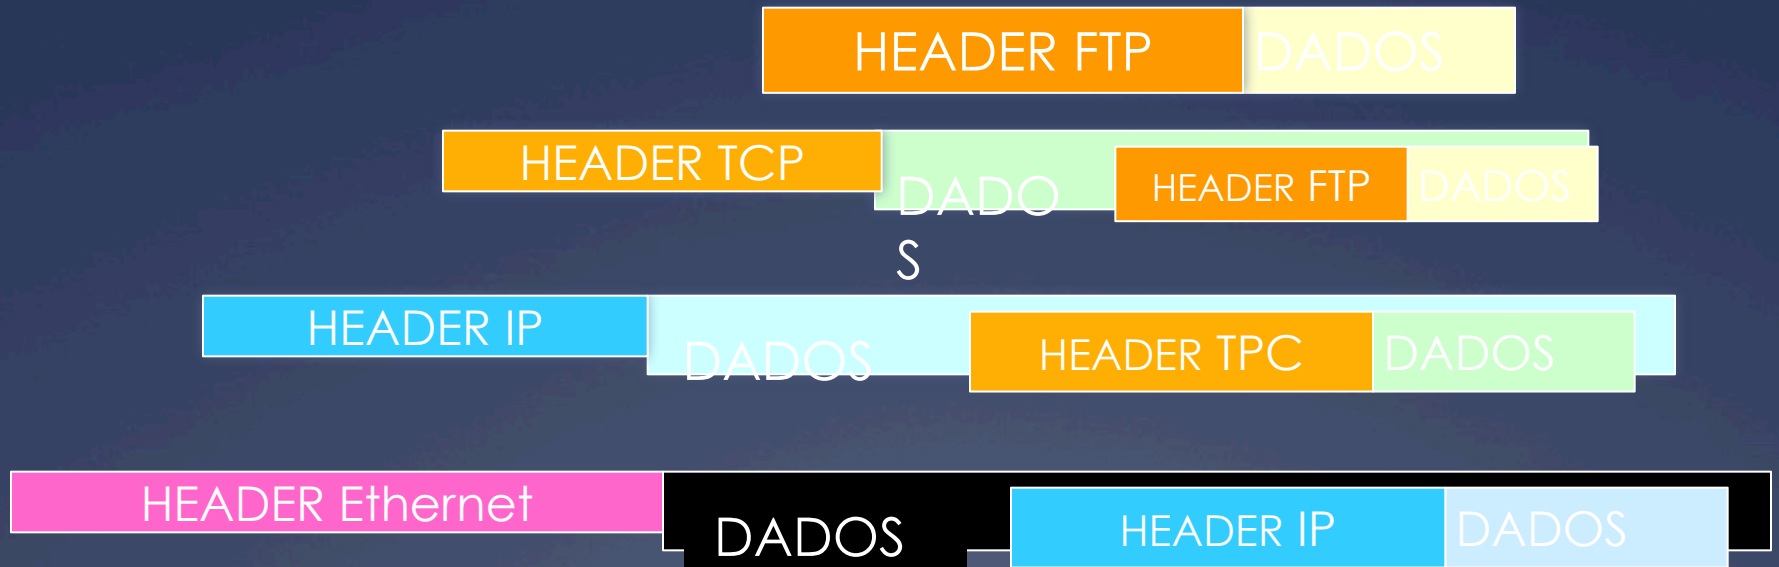 HEADER FTP DADOS
HEADER TCP DADO HEADER FTP DADOS
S
HEADER IP DADOS HEADER TPC DADOS
HEADER Ethernet DADOS HEADER IP DADOS